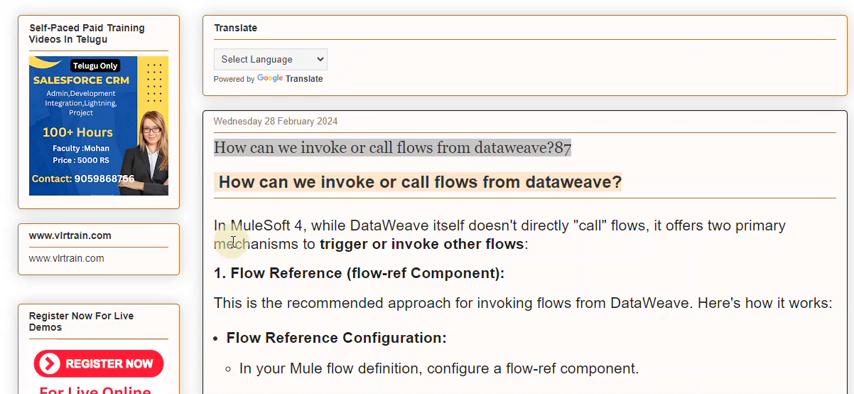 Self-Paced Paid Training
Videos In Telugu
Telugu Only
SALESFORCE CRM
Admin,Development
Integration,Lightning,
Project
100+ Hours
Faculty :Mohan
Price : 5000 RS
Contact: 9059868766
www.vlrtrain.com
www.vlrtrain.com
Register Now For Live
Demos
REGISTER NOW
For Live Online
Translate
Select Language
Powered by Google Translate
Wednesday 28 February 2024
How can we invoke or call flows from dataweave?87
How can we invoke or call flows from dataweave?
In MuleSoft 4, while DataWeave itself doesn't directly "call" flows, it offers two primary
mechanisms to trigger or invoke other flows:
1. Flow Reference (flow-ref Component):
This is the recommended approach for invoking flows from DataWeave. Here's how it works:
• Flow Reference Configuration:
○ In your Mule flow definition, configure a flow-ref component.